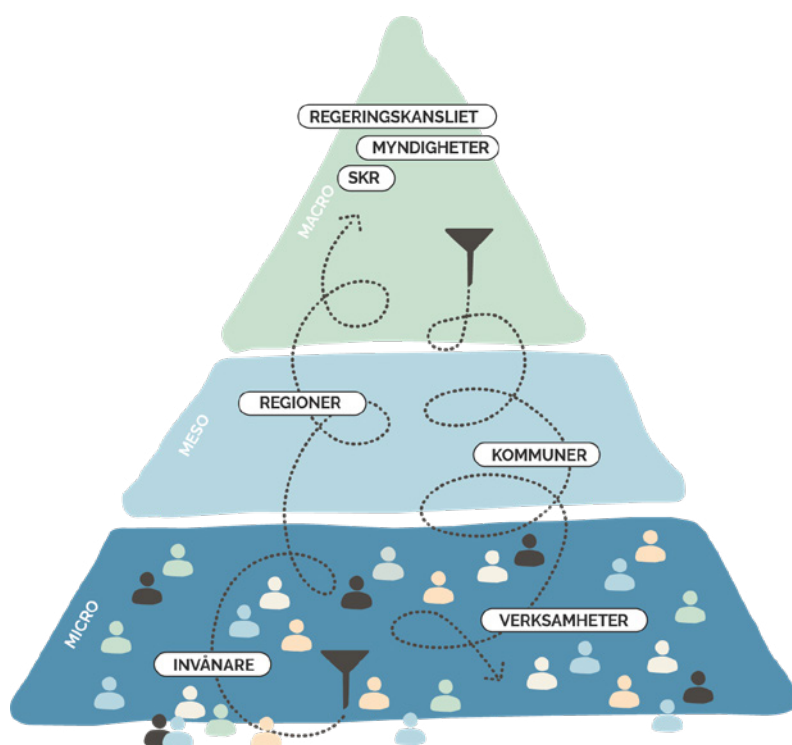 REGERINGSKANSLIET
MYNDIGHETER
SKR
MACRO
REGIONER
MESO
KOMMUNER
MICRO
VERKSAMHETER
INVÅNARE